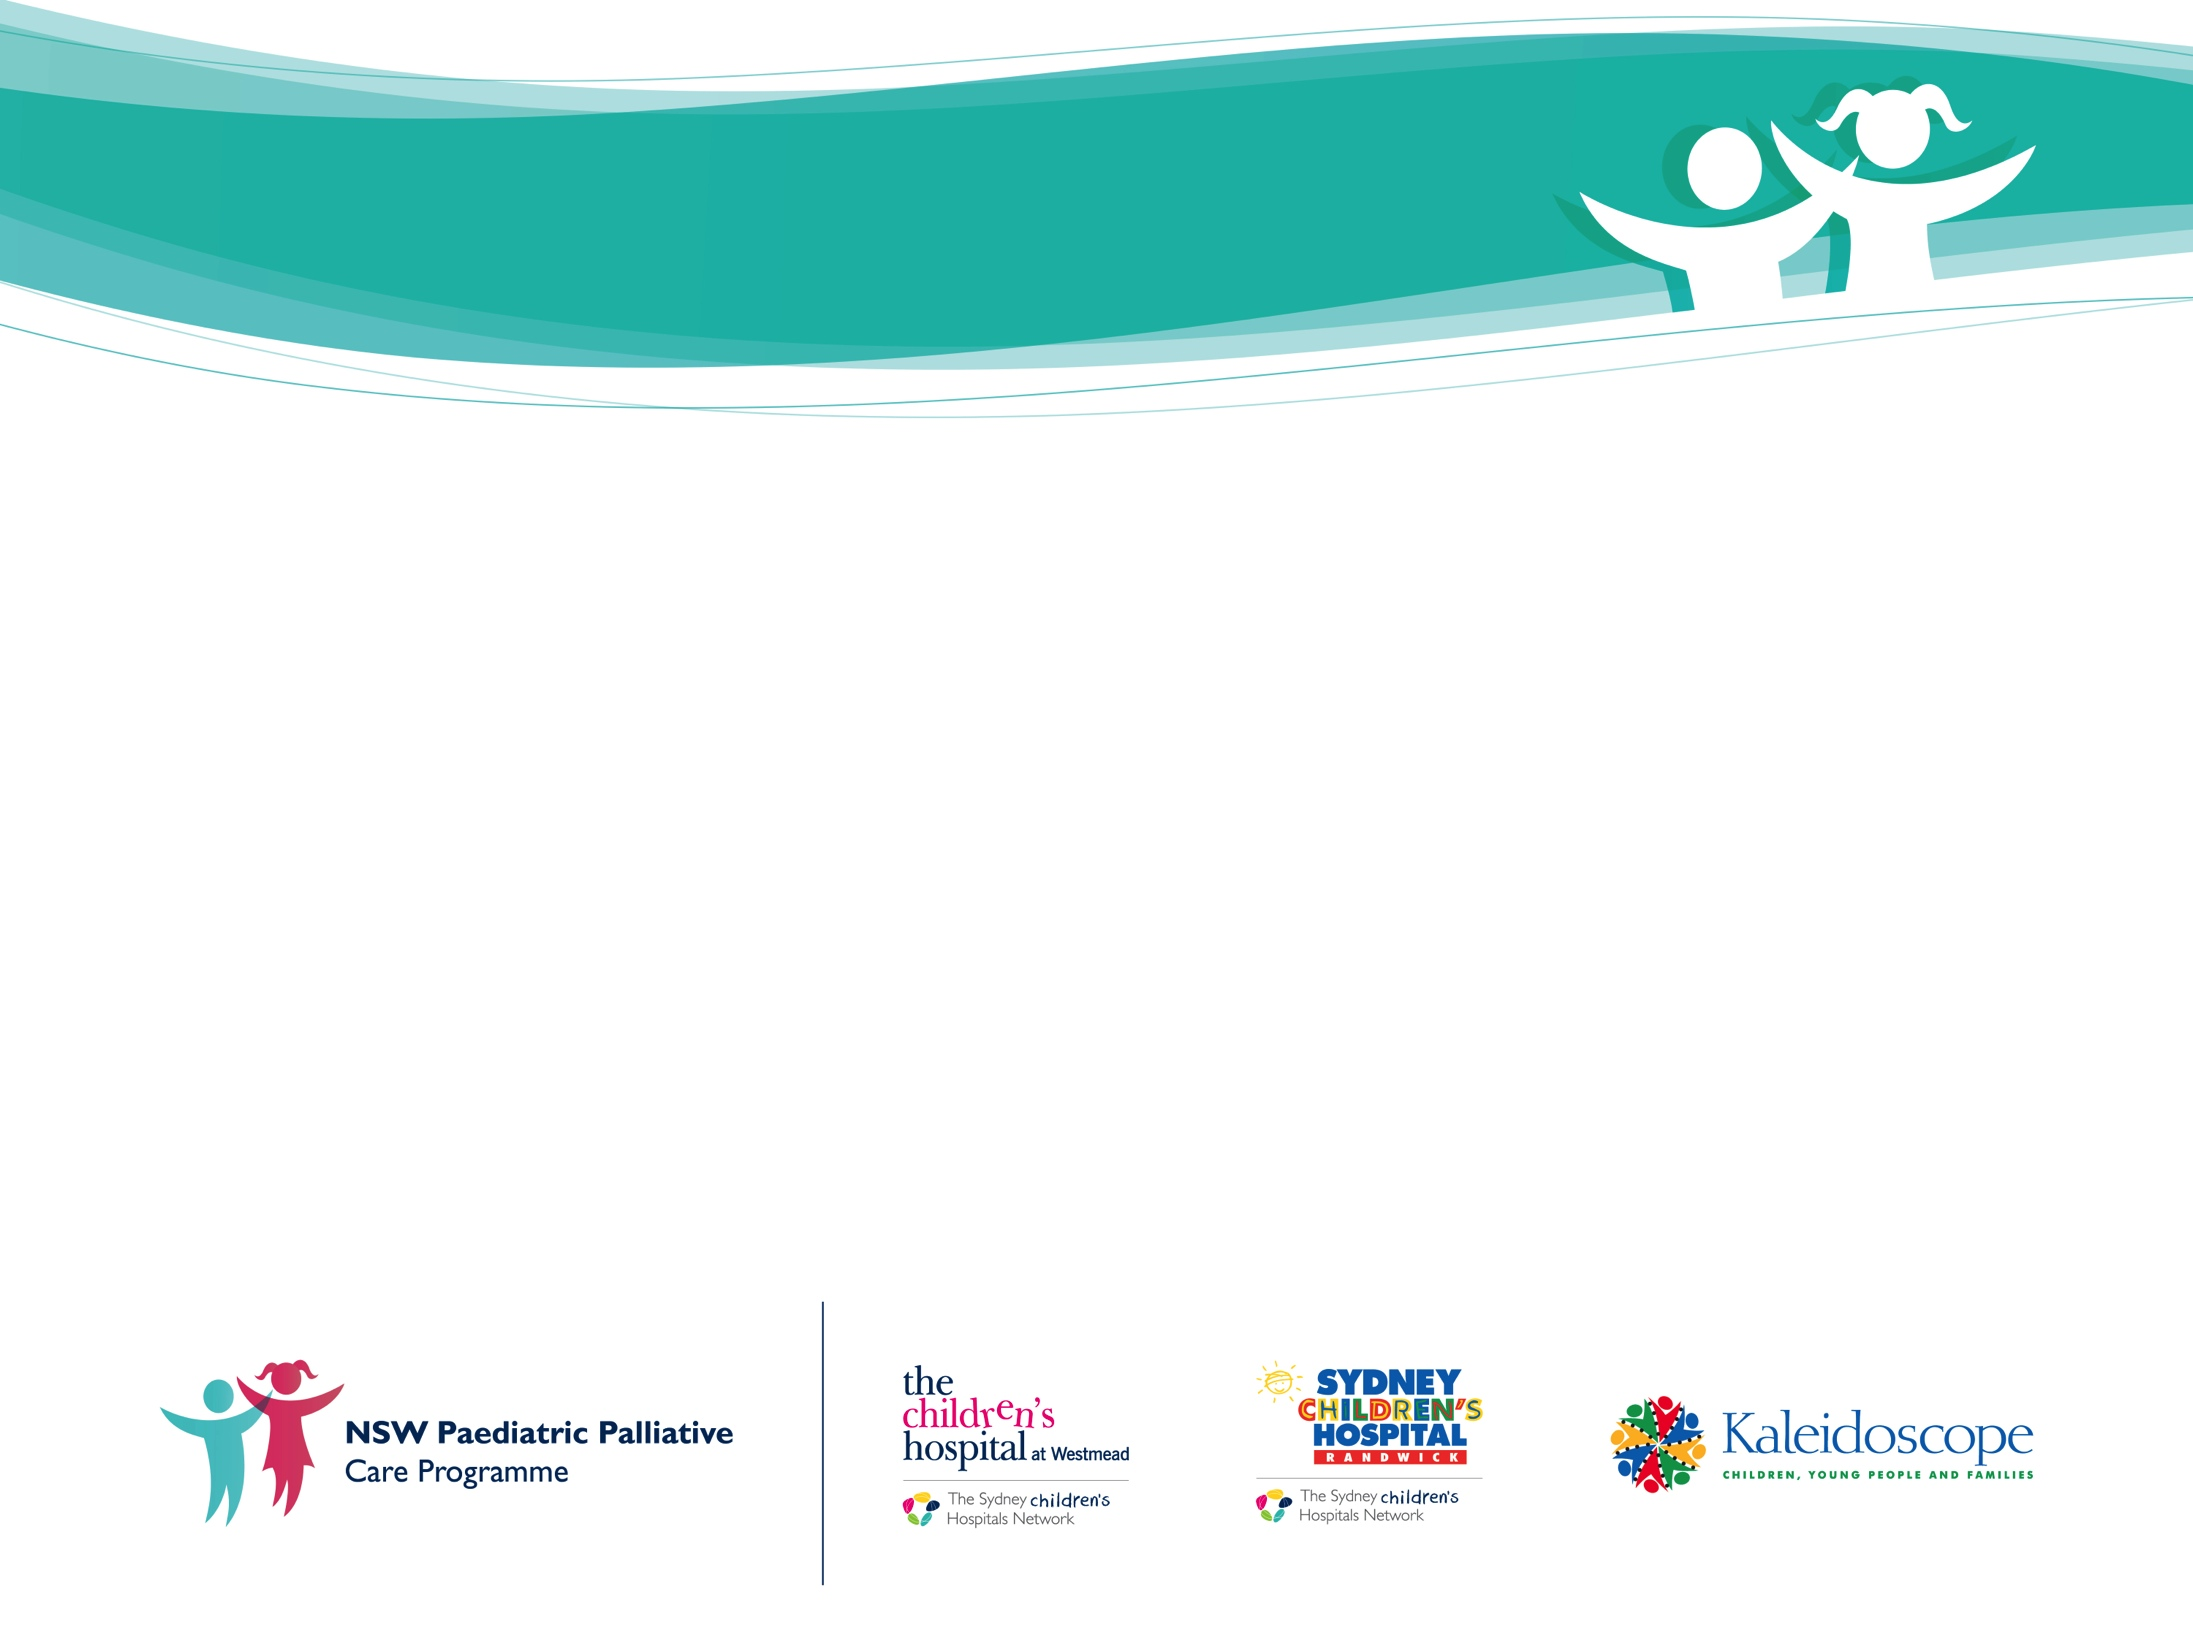 NSW Paediatric Palliative
Care Programme
the
children's
hospital at Westmead
The Sydney children's
Hospitals Network
SYDNEY
CHILDREN'S
HOSPITAL
RANDWICK
The Sydney children's
Hospitals Network
Kaleidoscope
CHILDREN, YOUNG PEOPLE AND FAMILIES